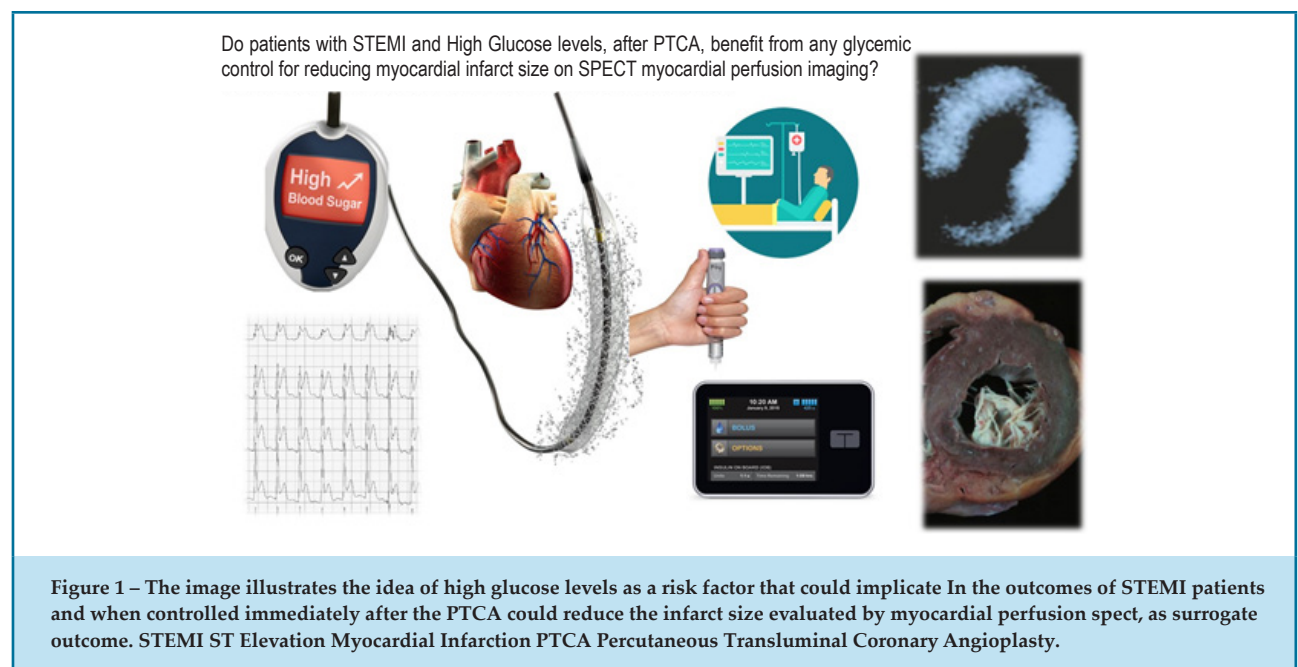 Do patients with STEMI and High Glucose levels, after PTCA, benefit from any glycemic
control for reducing myocardial infarct size on SPECT myocardial perfusion imaging?
High
Blood Sugar
OK
10:20 AM
BOLUS
OPTIONS
INSULIN ON BOARD (IOB)
Figure 1 – The image illustrates the idea of high glucose levels as a risk factor that could implicate In the outcomes of STEMI patients
and when controlled immediately after the PTCA could reduce the infarct size evaluated by myocardial perfusion spect, as surrogate
outcome. STEMI ST Elevation Myocardial Infarction PTCA Percutaneous Transluminal Coronary Angioplasty.